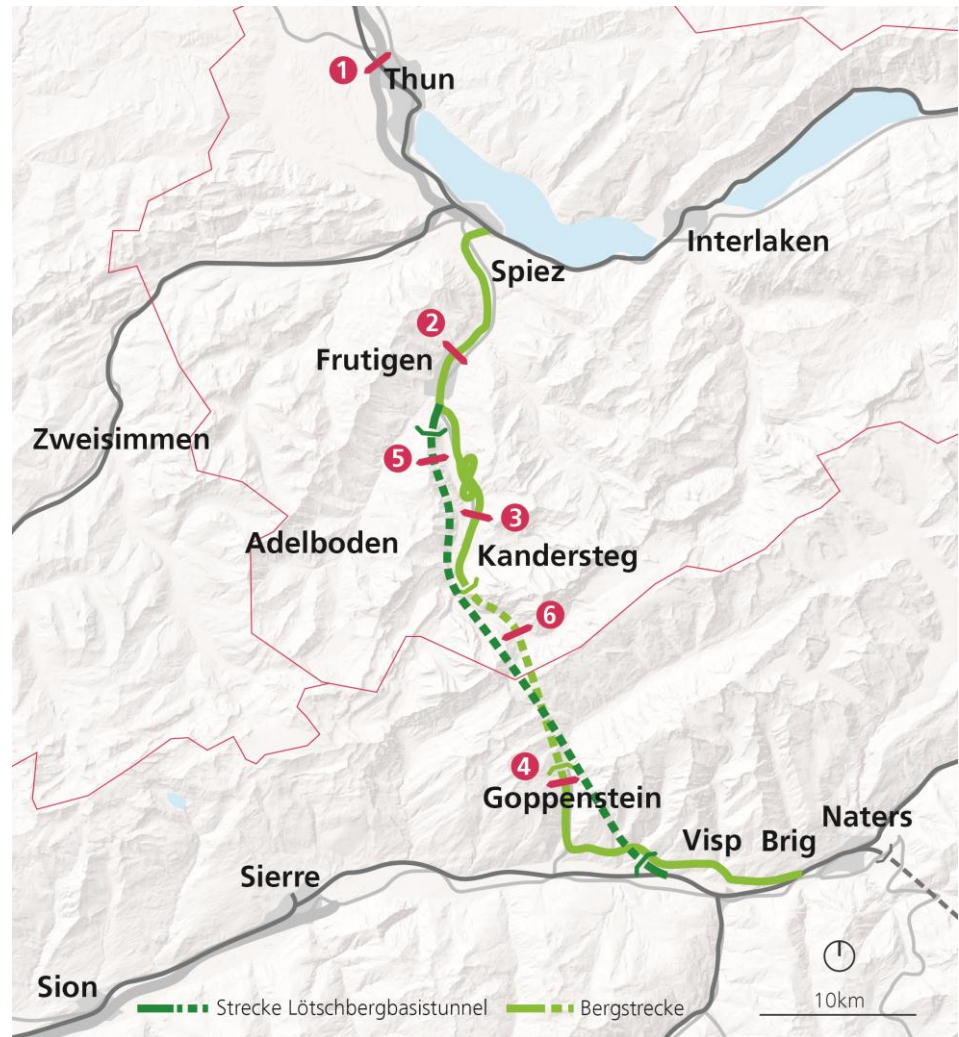 1
Thun
Interlaken
Spiez
2
Frutigen
Zweisimmen
5
3
Adelboden
Kandersteg
6
4
Goppenstein
Naters
Visp
Brig
Sierre
Sion
Strecke Lötschbergbasistunnel
Bergstrecke
10km